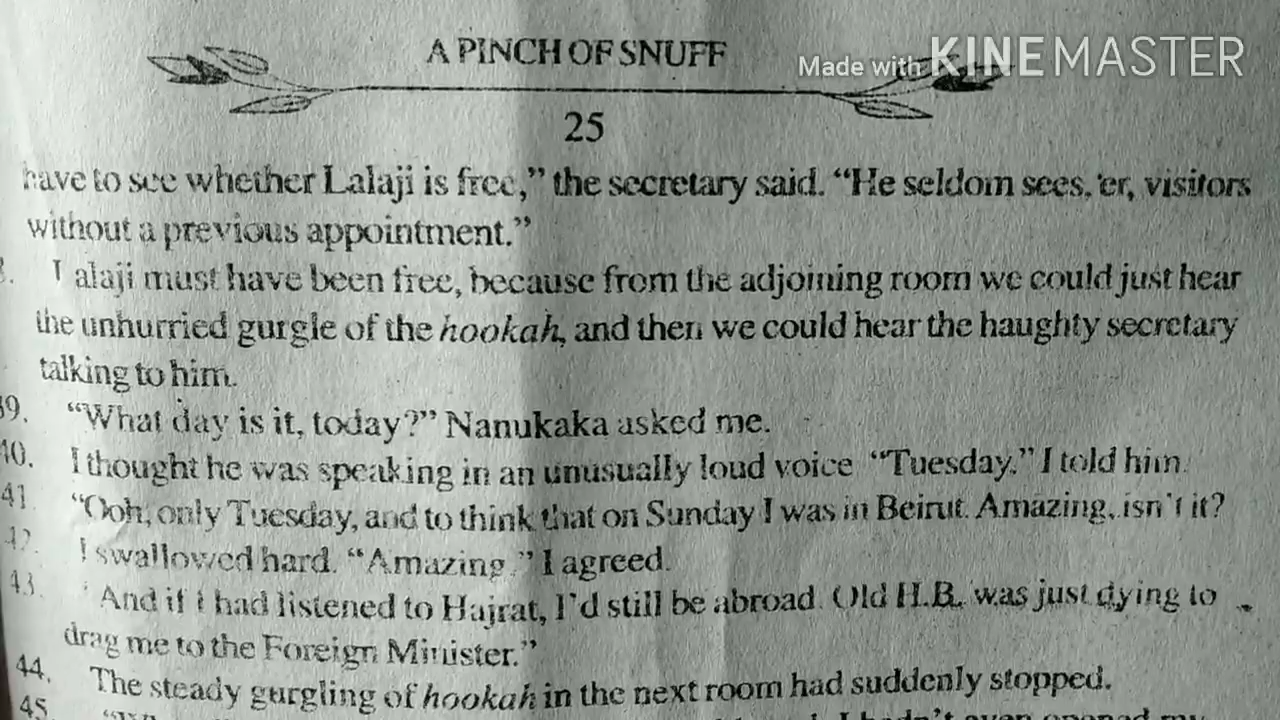 A PINCH OF SNUFF
Made with KINEMASTER
25
have to see whether Lalaji is free,” the secretary said. “He seldom sees, er, visitors
without a previous appointment.”
Lalaji must have been free, because from the adjoining room we could just hear
the unhurried gurgle of the hookah, and then we could hear the haughty secretary
talking to him.
39. “What day is it, today?” Nanukaka asked me.
40. I thought he was speaking in an unusually loud voice “Tuesday.” I told him.
41. “Ooh, only Tuesday, and to think that on Sunday I was in Beirut. Amazing, isn't it?
42. I swallowed hard. “Amazing.” I agreed.
43. ‘And if I had listened to Hajrat, I'd still be abroad. Old H.B. was just dying to
drag me to the Foreign Minister.”
44. The steady gurgling of hookah in the next room had suddenly stopped.
45. I hadn't even opened my